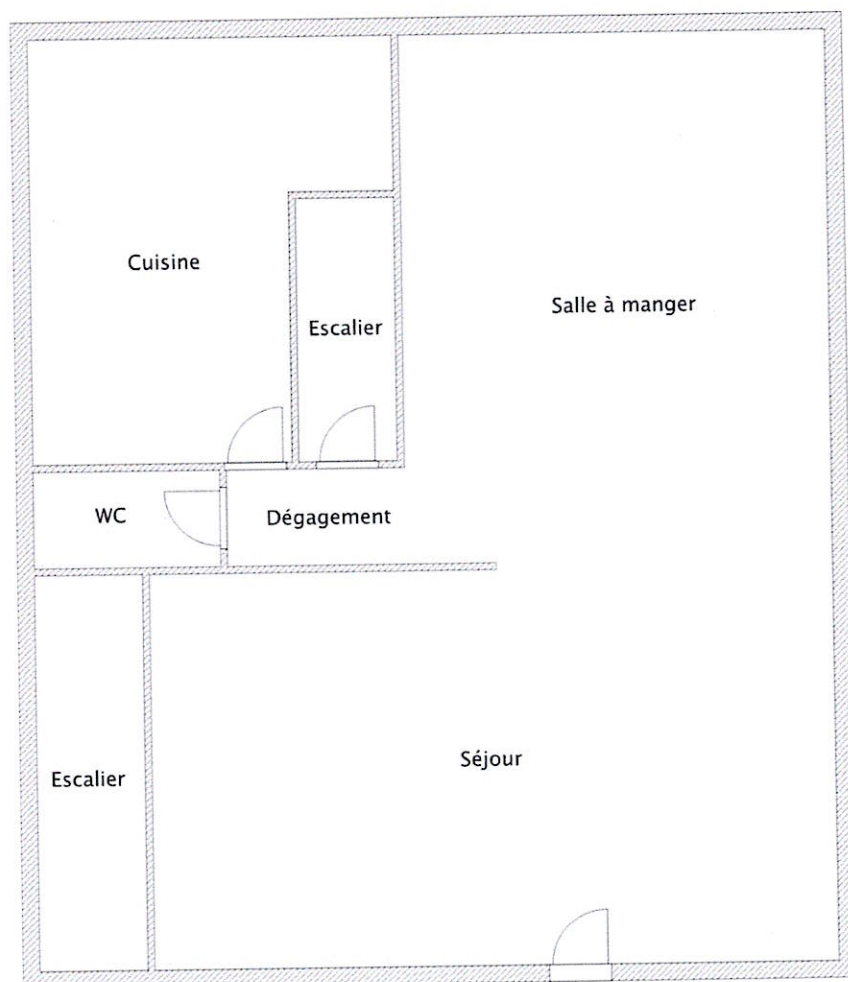 Cuisine
Salle à manger
Escalier
WC
Dégagement
Séjour
Escalier